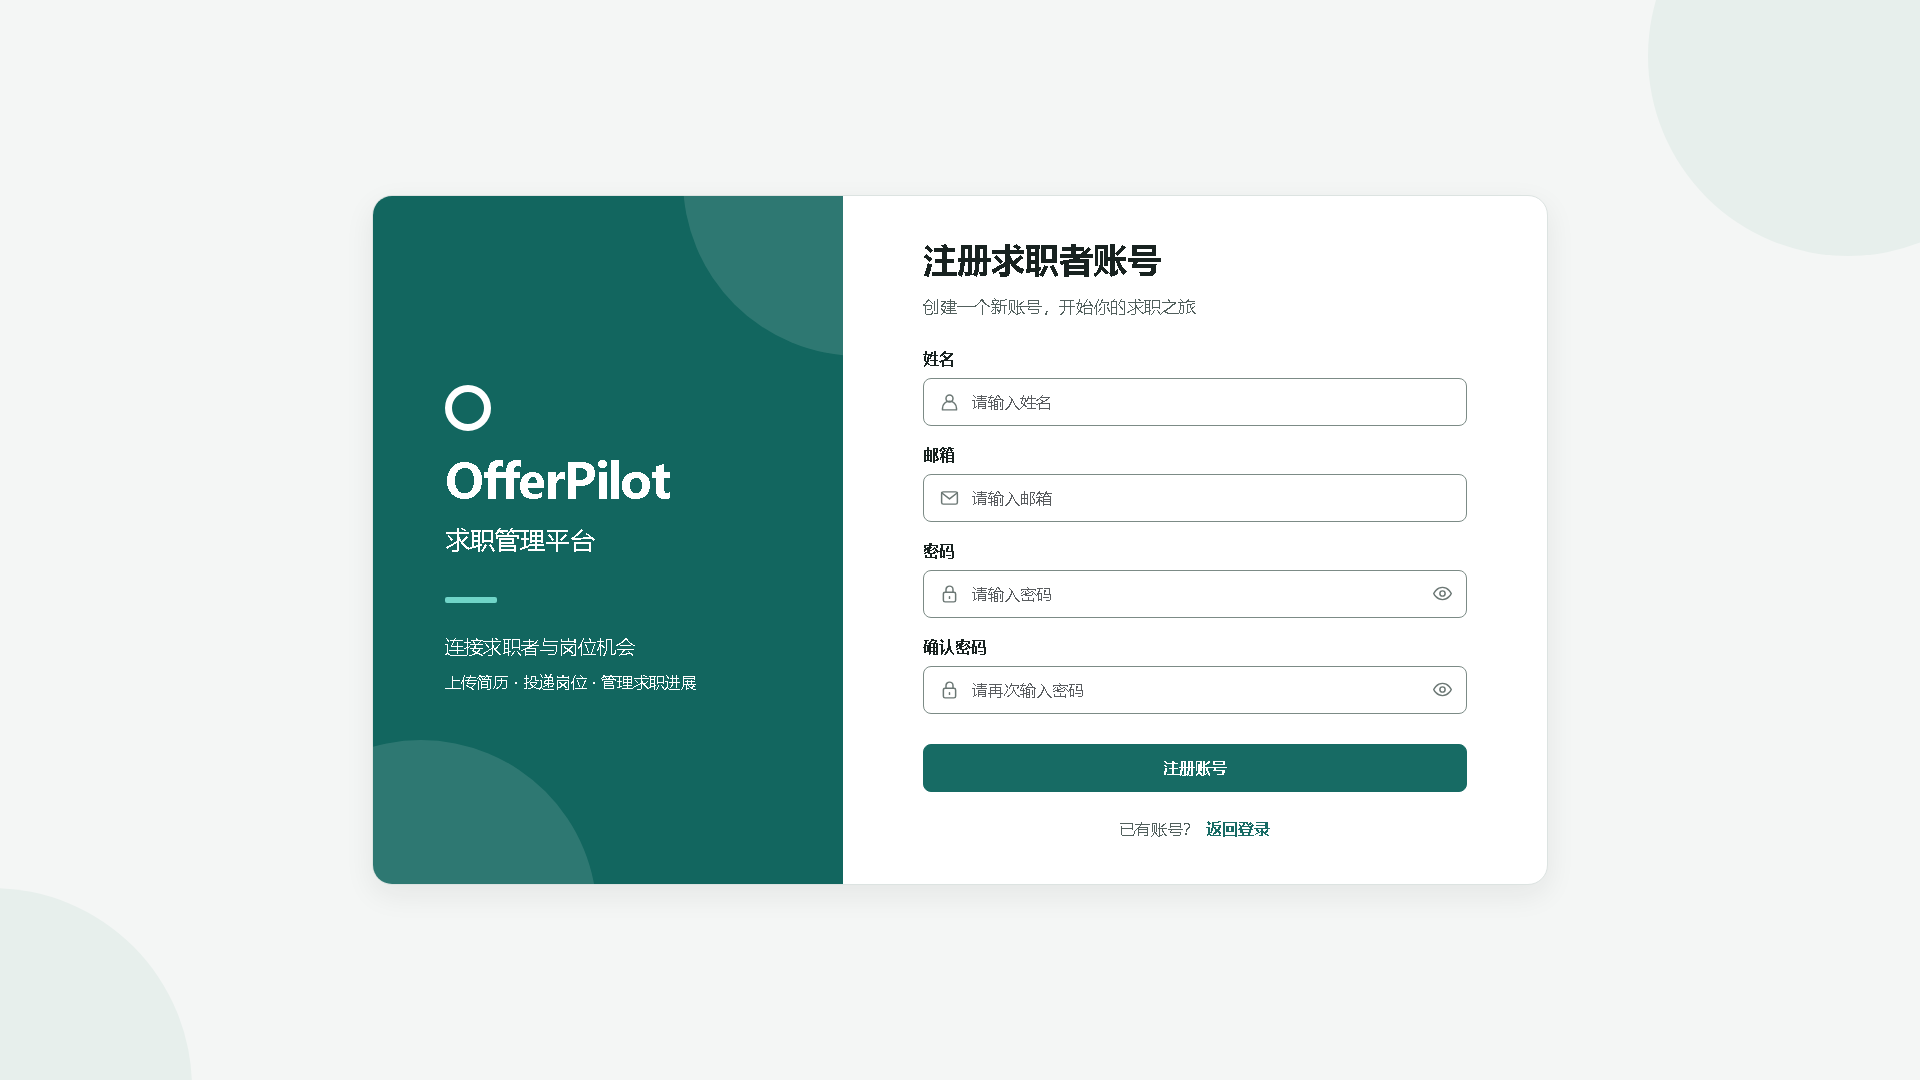 OfferPilot
求职管理平台
连接求职者与岗位机会
上传简历 · 投递岗位 · 管理求职进展
注册求职者账号
创建一个新账号，开始你的求职之旅
姓名
请输入姓名
邮箱
请输入邮箱
密码
请输入密码
确认密码
请再次输入密码
注册账号
已有账号？ 返回登录